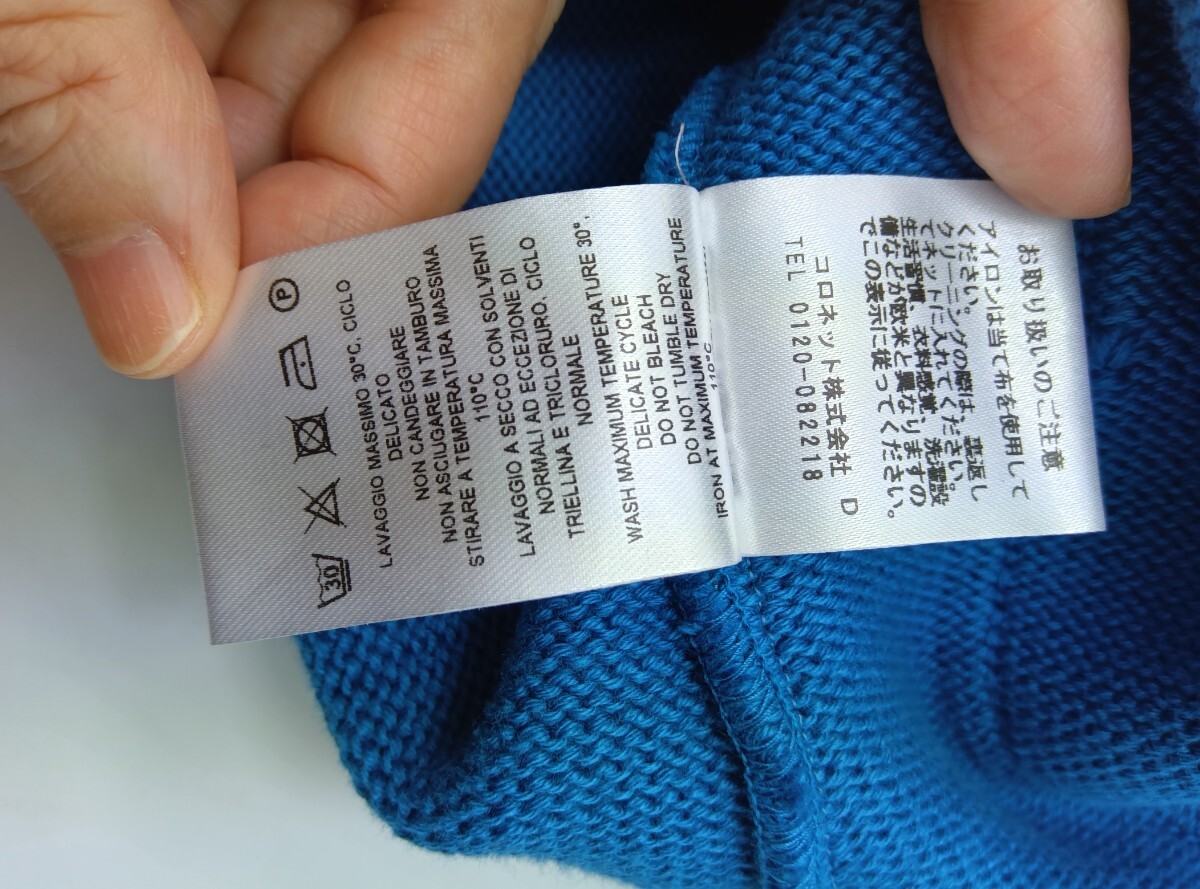 30
P
LAVAGGIO MASSIMO 30°C. CICLO
DELICATO
NON CANDEGGIARE
NON ASCIUGARE IN TAMBURO
STIRARE A TEMPERATURA MASSIMA
110°C
LAVAGGIO A SECCO CON SOLVENTI
NORMALI AD ECCEZIONE DI
TRIELLINA E TRICLORURO. CICLO
NORMALE
WASH MAXIMUM TEMPERATURE 30°,
DELICATE CYCLE
DO NOT BLEACH
DO NOT TUMBLE DRY
IRON AT MAXIMUM TEMPERATURE
110°C
お取り扱いのご注意
アイロンは当て布を使用して
ください。
クリーニングの際は、裏返し
てネットに入れてください。
生活習慣、衣料感覚、洗濯設
備などが欧米と異なりますの
でこの表示に従ってください。
コロネット株式会社 D
TEL 0120-082218